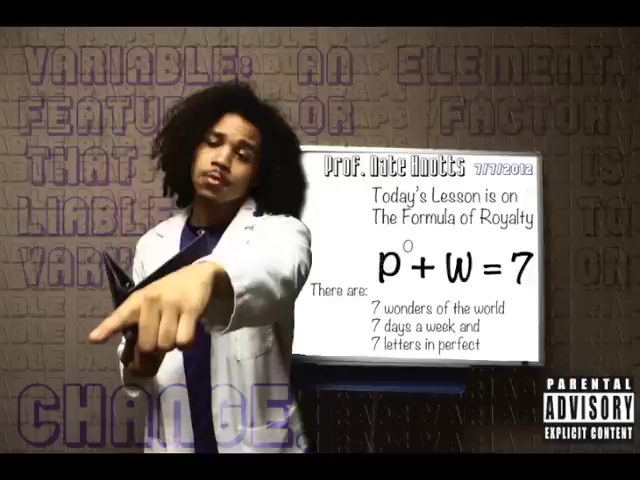 VARIABLE: AN ELEMENT,
FEATU OR FACTOR
THAT IS
LIABLE TO
VARY OR
CHANGE.
Prof. Nate Knotts 7/7/2012
Today's Lesson is on
The Formula of Royalty
P° + W = 7
There are:
7 wonders of the world
7 days a week and
7 letters in perfect
PARENTAL
ADVISORY
EXPLICIT CONTENT